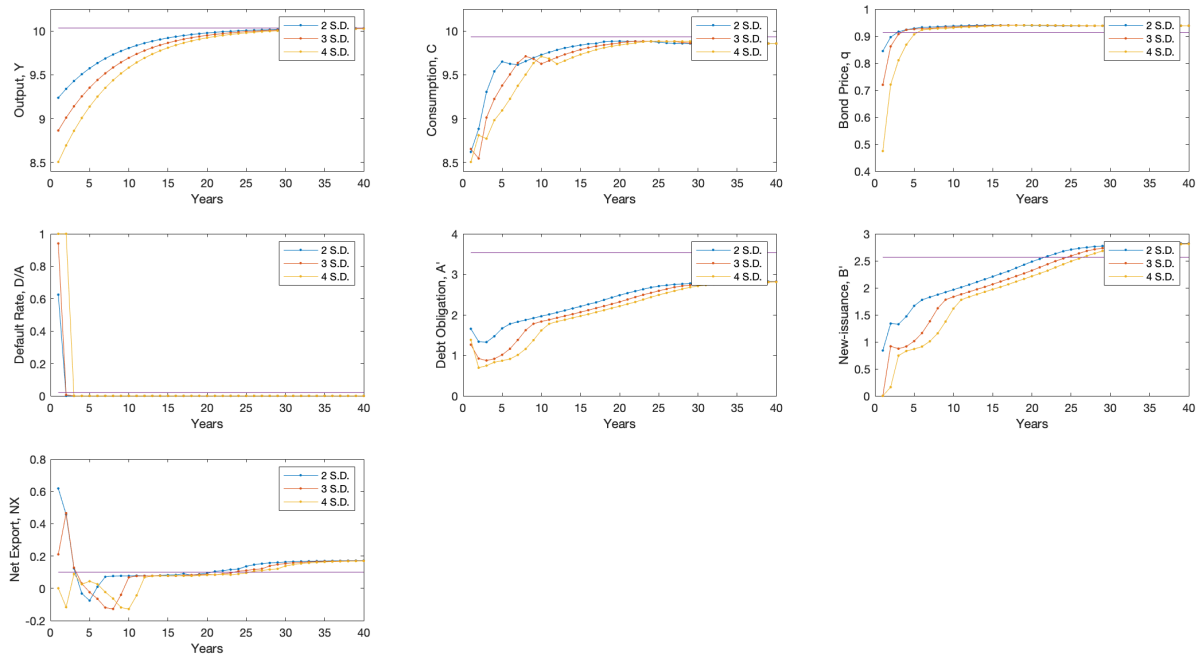 Output, Y
10
9.5
9
8.5
0 5 10 15 20 25 30 35 40
Years
2 S.D.
3 S.D.
4 S.D.
Consumption, C
10
9.5
9
8.5
0 5 10 15 20 25 30 35 40
Years
2 S.D.
3 S.D.
4 S.D.
Bond Price, q
1
0.9
0.8
0.7
0.6
0.5
0.4
0 5 10 15 20 25 30 35 40
Years
2 S.D.
3 S.D.
4 S.D.
Default Rate, D/A
1
0.8
0.6
0.4
0.2
0
0 5 10 15 20 25 30 35 40
Years
2 S.D.
3 S.D.
4 S.D.
Debt Obligation, A'
4
3
2
1
0
0 5 10 15 20 25 30 35 40
Years
2 S.D.
3 S.D.
4 S.D.
New-issuance, B'
3
2.5
2
1.5
1
0.5
0
0 5 10 15 20 25 30 35 40
Years
2 S.D.
3 S.D.
4 S.D.
Net Export, NX
0.8
0.6
0.4
0.2
0
-0.2
0 5 10 15 20 25 30 35 40
Years
2 S.D.
3 S.D.
4 S.D.